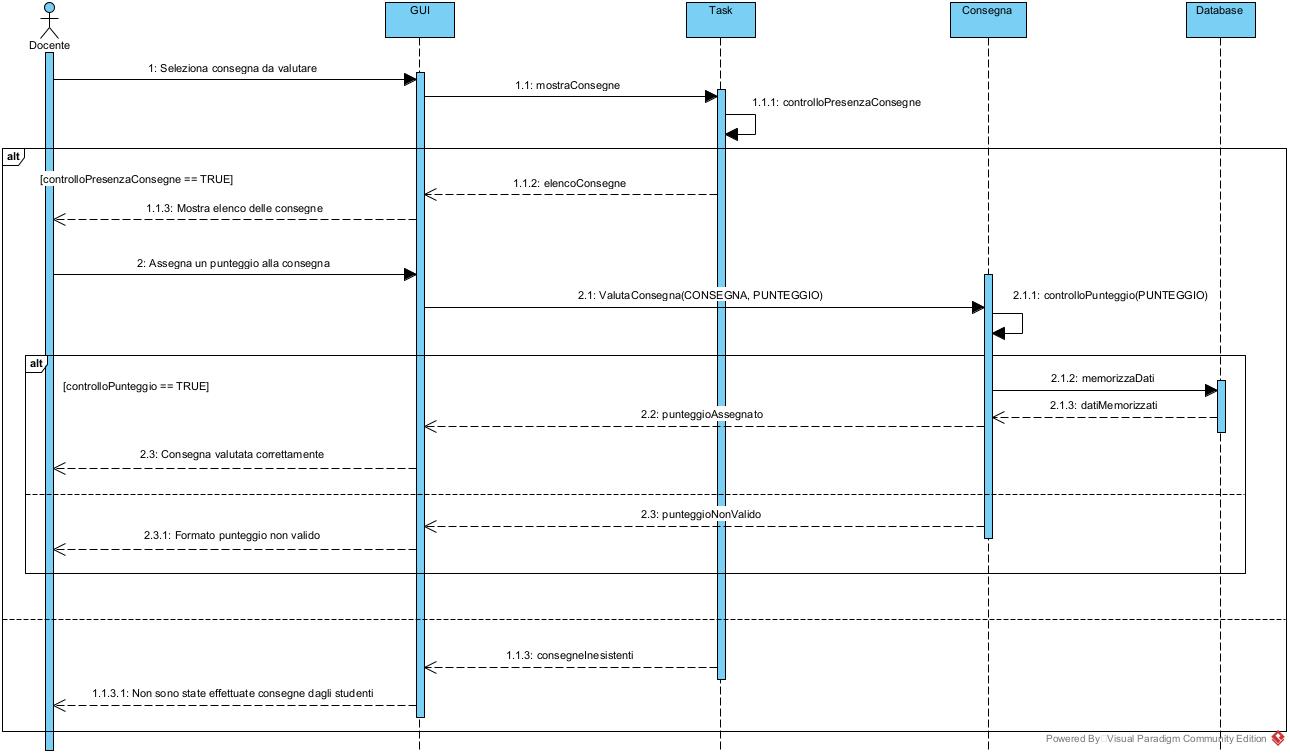 Docente
GUI
Task
Consegna
Database
1: Seleziona consegna da valutare
1.1: mostraConsegne
1.1.1: controlloPresenzaConsegne
alt
[controlloPresenzaConsegne == TRUE]
1.1.2: elencoConsegne
1.1.3: Mostra elenco delle consegne
2: Assegna un punteggio alla consegna
2.1: ValutaConsegna(CONSEGNA, PUNTEGGIO)
2.1.1: controlloPunteggio(PUNTEGGIO)
alt
[controlloPunteggio == TRUE]
2.1.2: memorizzaDati
2.1.3: datiMemorizzati
2.2: punteggioAssegnato
2.3: Consegna valutata correttamente
2.3: punteggioNonValido
2.3.1: Formato punteggio non valido
1.1.3: consegneInesistenti
1.1.3.1: Non sono state effettuate consegne dagli studenti
Powered By Visual Paradigm Community Edition